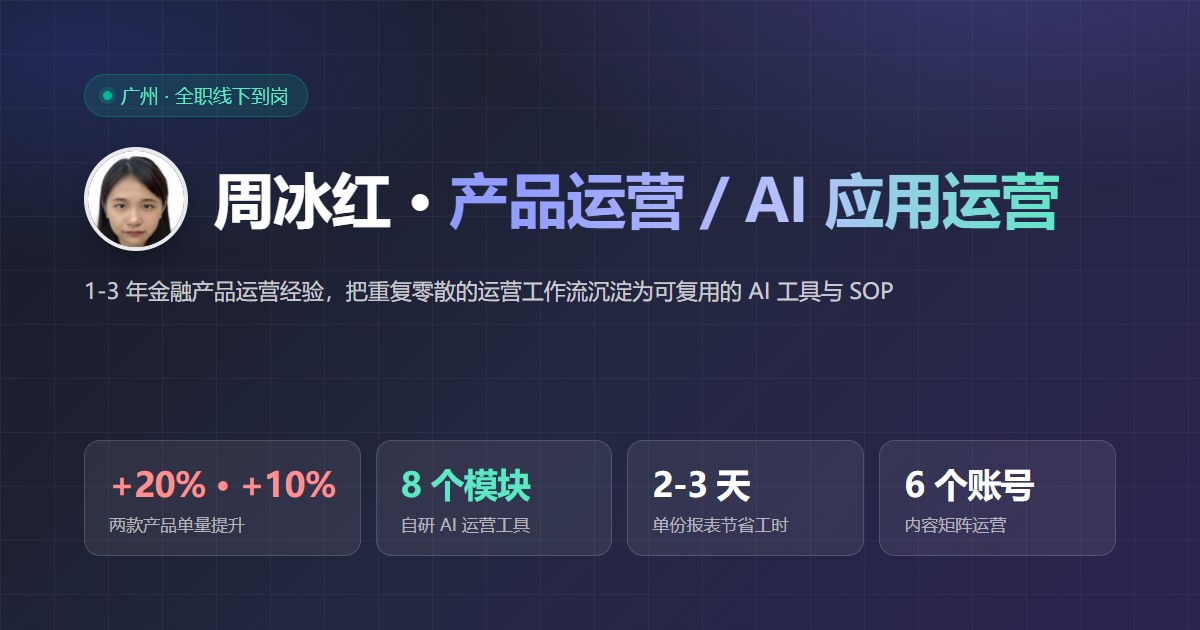 广州 · 全职线下到岗
周冰红 · 产品运营 / AI 应用运营
1-3 年金融产品运营经验，把重复零散的运营工作流沉淀为可复用的 AI 工具与 SOP
+20% · +10%
两款产品单量提升
8 个模块
自研 AI 运营工具
2-3 天
单份报表节省工时
6 个账号
内容矩阵运营